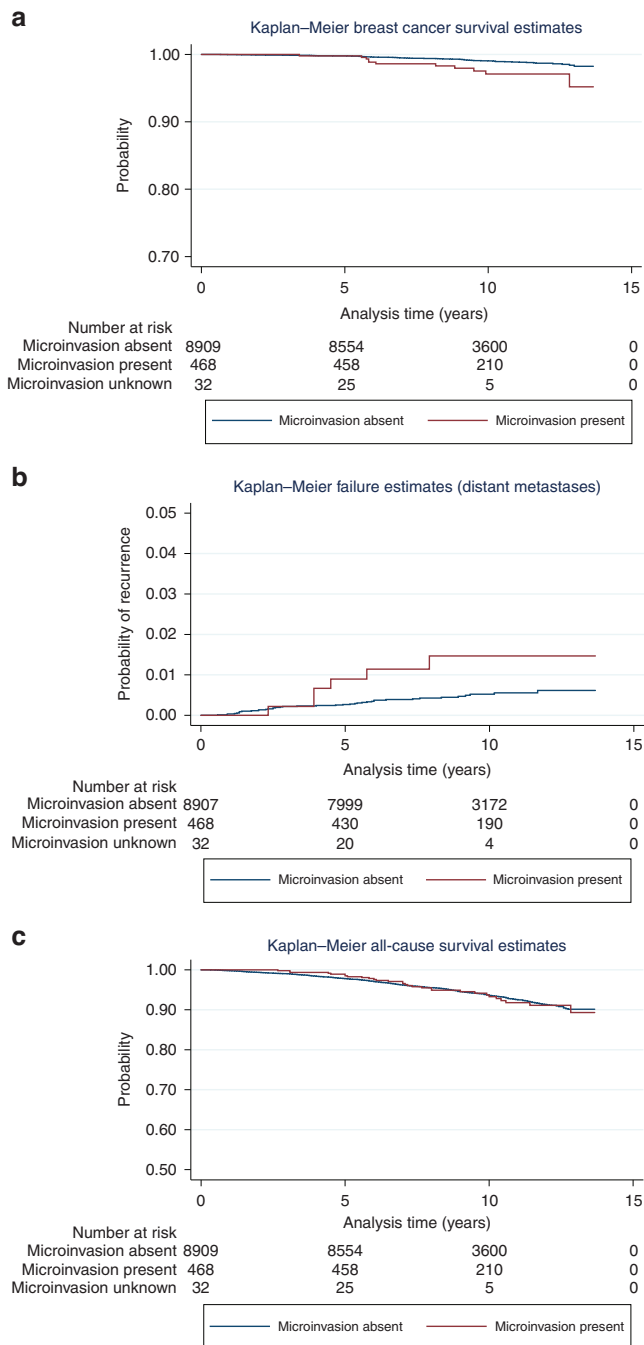 a
Kaplan–Meier breast cancer survival estimates
1.00
0.90
0.80
0.70
Probability
0 5 10 15
Analysis time (years)
Number at risk
Microinvasion absent 8909 8554 3600 0
Microinvasion present 468 458 210 0
Microinvasion unknown 32 25 5 0
Microinvasion absent Microinvasion present
b
Kaplan–Meier failure estimates (distant metastases)
0.05
0.04
0.03
0.02
0.01
0.00
Probability of recurrence
0 5 10 15
Analysis time (years)
Number at risk
Microinvasion absent 8907 7999 3172 0
Microinvasion present 468 430 190 0
Microinvasion unknown 32 20 4 0
Microinvasion absent Microinvasion present
c
Kaplan–Meier all-cause survival estimates
1.00
0.90
0.80
0.70
0.60
0.50
Probability
0 5 10 15
Analysis time (years)
Number at risk
Microinvasion absent 8909 8554 3600 0
Microinvasion present 468 458 210 0
Microinvasion unknown 32 25 5 0
Microinvasion absent Microinvasion present